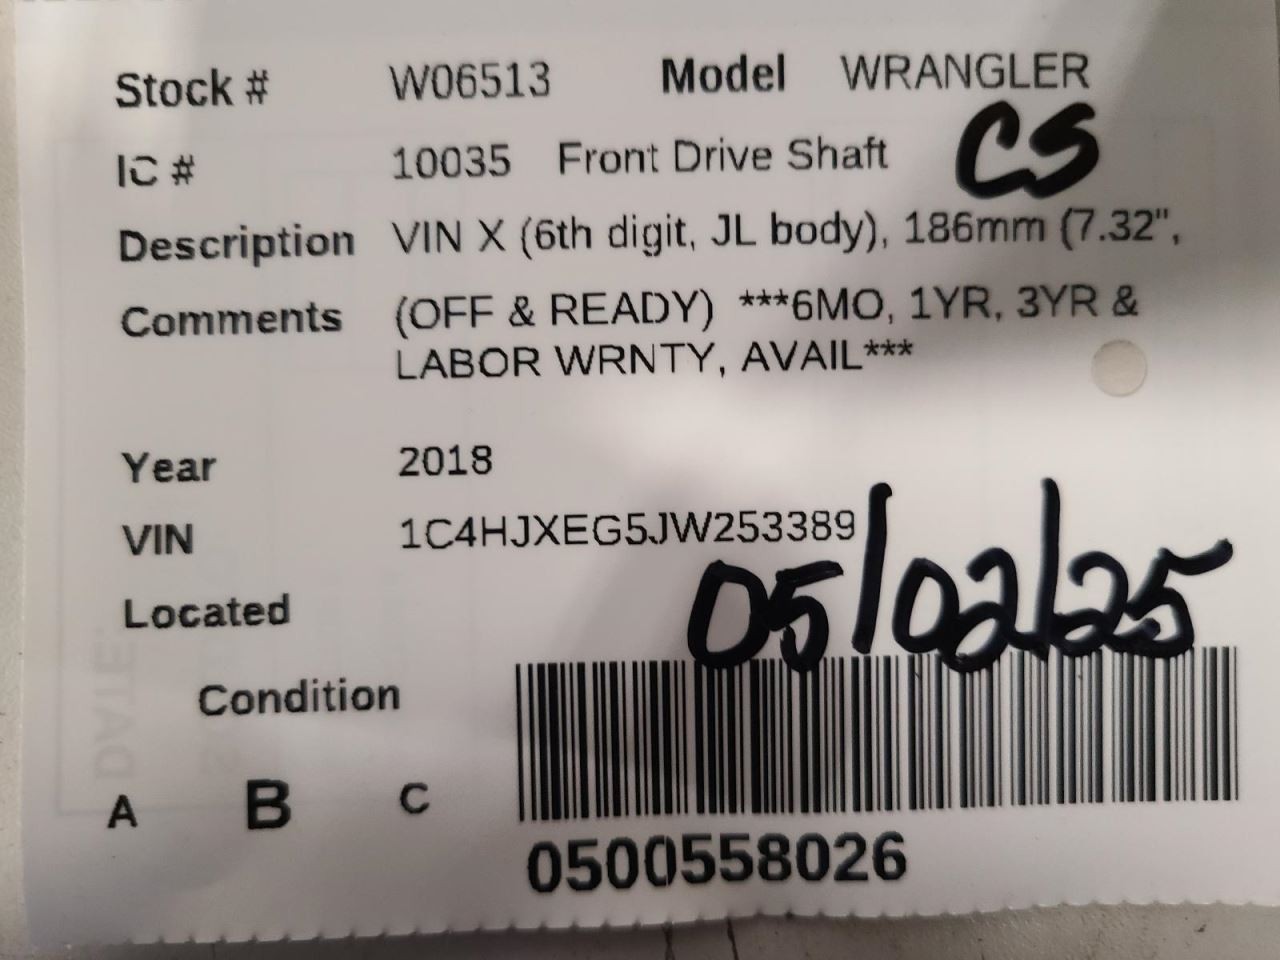 Stock # W06513 Model WRANGLER
IC # 10035 Front Drive Shaft CS
Description VIN X (6th digit, JL body), 186mm (7.32",
Comments (OFF & READY) ***6MO, 1YR, 3YR &
LABOR WRNTY, AVAIL***
Year 2018
VIN 1C4HJXEG5JW253389
Located
05/02/25
Condition
A B C
0500558026